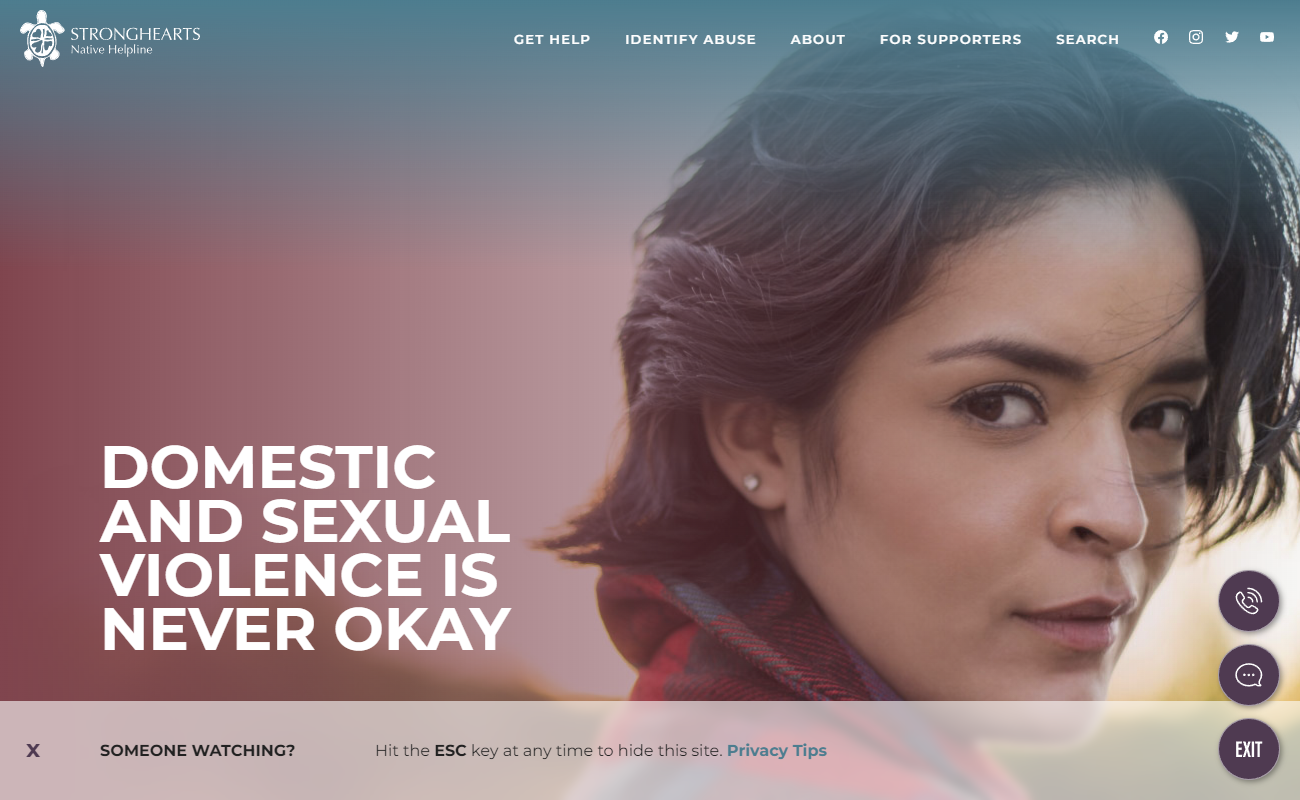 STRONGHEARTS
Native Helpline
GET HELP
IDENTIFY ABUSE
ABOUT
FOR SUPPORTERS
SEARCH
DOMESTIC
AND SEXUAL
VIOLENCE IS
NEVER OKAY
X
SOMEONE WATCHING?
Hit the ESC key at any time to hide this site. Privacy Tips
EXIT